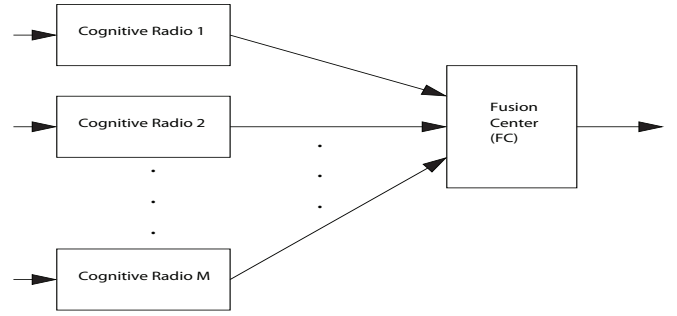 Cognitive Radio 1
Cognitive Radio 2
Cognitive Radio M
Fusion
Center
(FC)